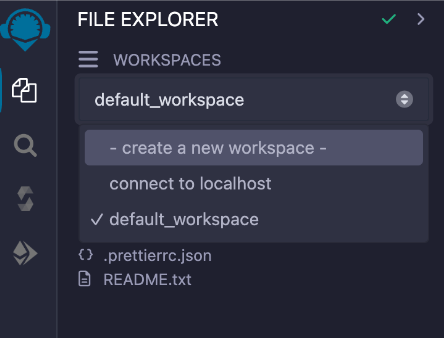 FILE EXPLORER
WORKSPACES
default_workspace
- create a new workspace -
connect to localhost
default_workspace
.prettierrc.json
README.txt